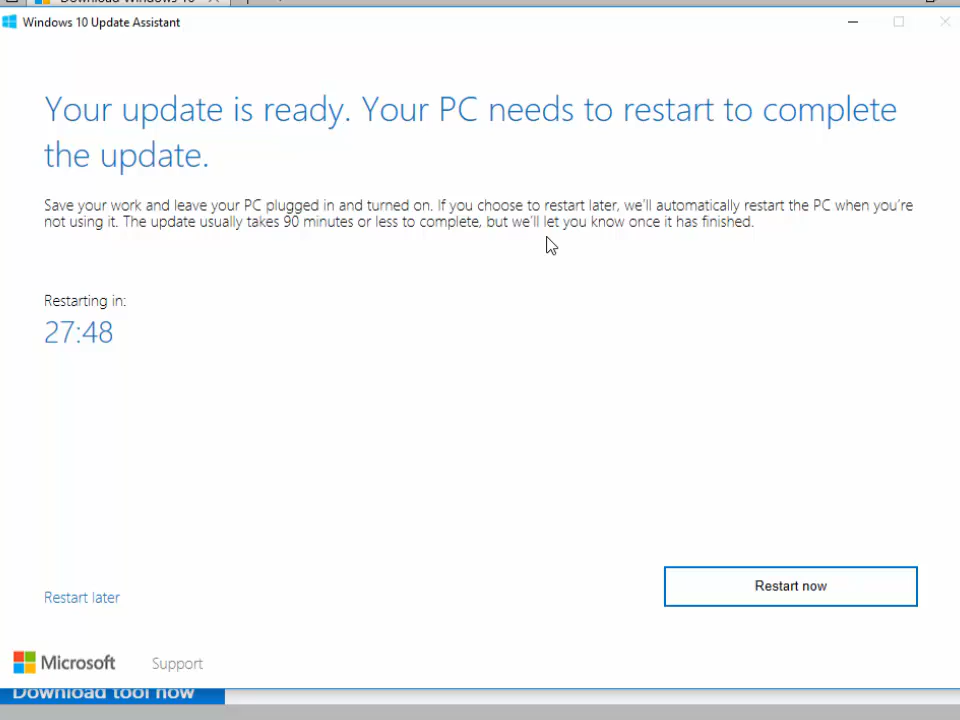 Download Windows 10
Windows 10 Update Assistant
Your update is ready. Your PC needs to restart to complete
the update.
Save your work and leave your PC plugged in and turned on. If you choose to restart later, we'll automatically restart the PC when you're
not using it. The update usually takes 90 minutes or less to complete, but we'll let you know once it has finished.
Restarting in:
27:48
Restart now
Restart later
Microsoft Support
Download tool now